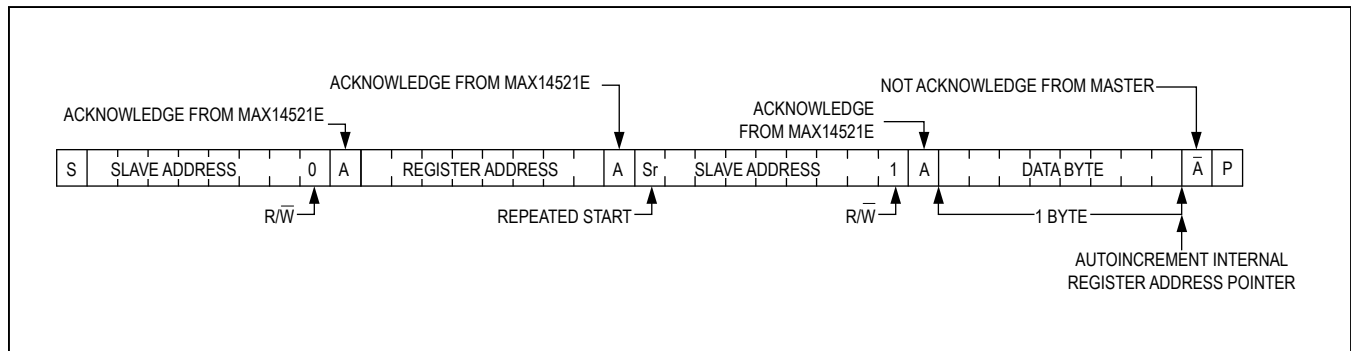 ACKNOWLEDGE FROM MAX14521E
ACKNOWLEDGE FROM MAX14521E
ACKNOWLEDGE
FROM MAX14521E
NOT ACKNOWLEDGE FROM MASTER
S SLAVE ADDRESS 0 A REGISTER ADDRESS A Sr SLAVE ADDRESS 1 A DATA BYTE A̅ P
R/W̅ REPEATED START R/W̅ 1 BYTE
AUTOINCREMENT INTERNAL
REGISTER ADDRESS POINTER